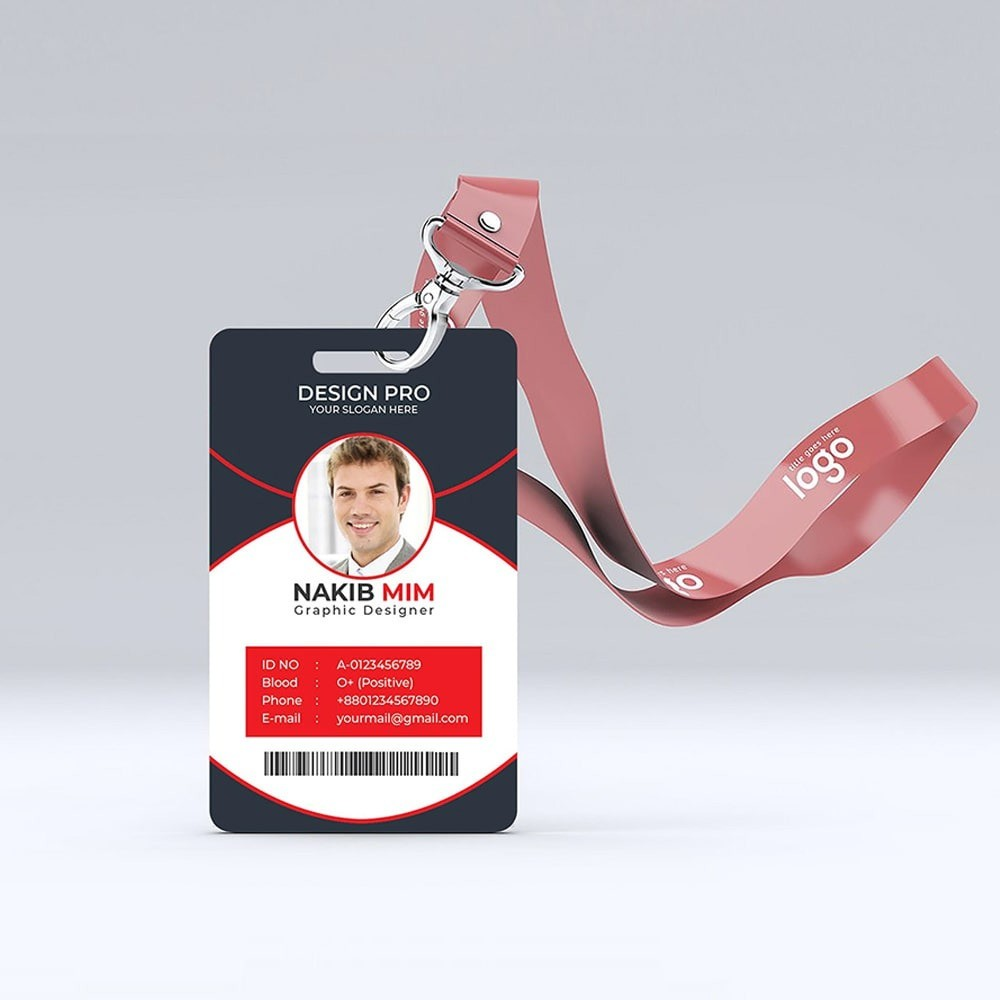 DESIGN PRO
YOUR SLOGAN HERE
NAKIB MIM
Graphic Designer
ID NO : A-0123456789
Blood : O+ (Positive)
Phone : +8801234567890
E-mail : yourmail@gmail.com
title goes here
logo
s here